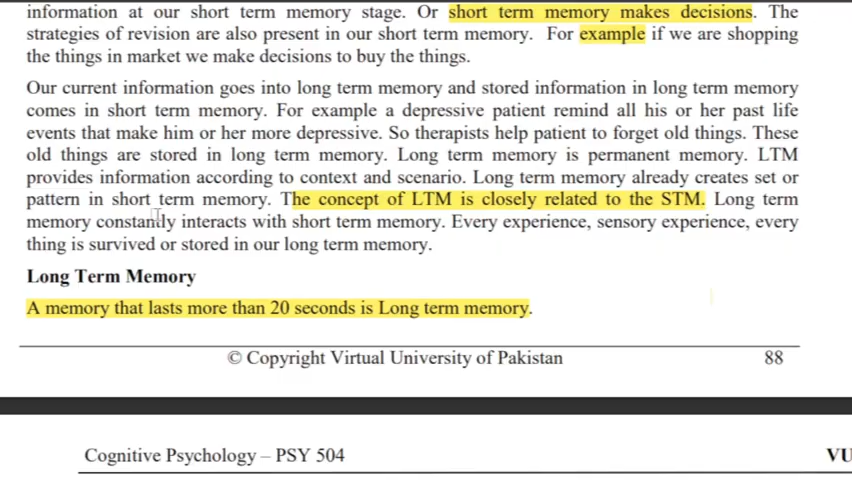 information at our short term memory stage. Or short term memory makes decisions. The
strategies of revision are also present in our short term memory. For example if we are shopping
the things in market we make decisions to buy the things.
Our current information goes into long term memory and stored information in long term memory
comes in short term memory. For example a depressive patient remind all his or her past life
events that make him or her more depressive. So therapists help patient to forget old things. These
old things are stored in long term memory. Long term memory is permanent memory. LTM
provides information according to context and scenario. Long term memory already creates set or
pattern in short term memory. The concept of LTM is closely related to the STM. Long term
memory constantly interacts with short term memory. Every experience, sensory experience, every
thing is survived or stored in our long term memory.
Long Term Memory
A memory that lasts more than 20 seconds is Long term memory.
© Copyright Virtual University of Pakistan 88
Cognitive Psychology – PSY 504 VU